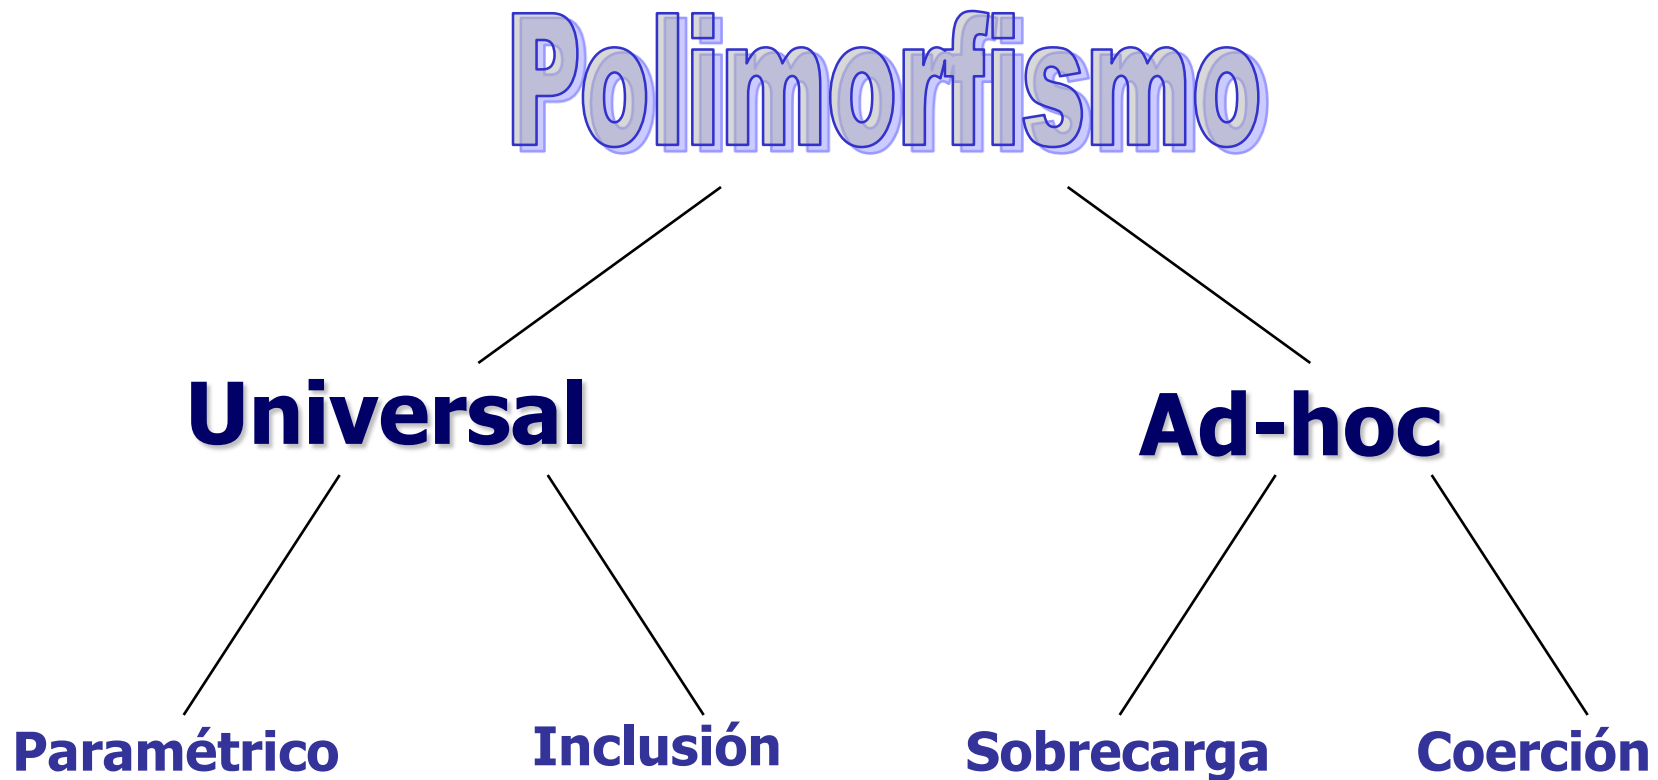 Polimorfismo
Universal
Ad-hoc
Paramétrico
Inclusión
Sobrecarga
Coerción